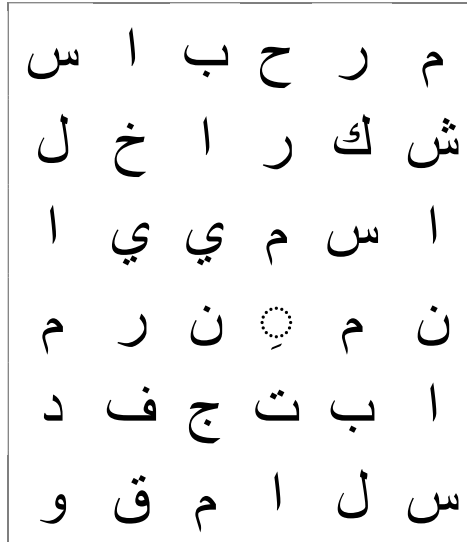 م ر ح ب ا س
ش ك ر ا خ ل
ا س م ي ي ا
ن م ◌ِ ن ر م
ا ب ت ج ف د
س ل ا م ق و